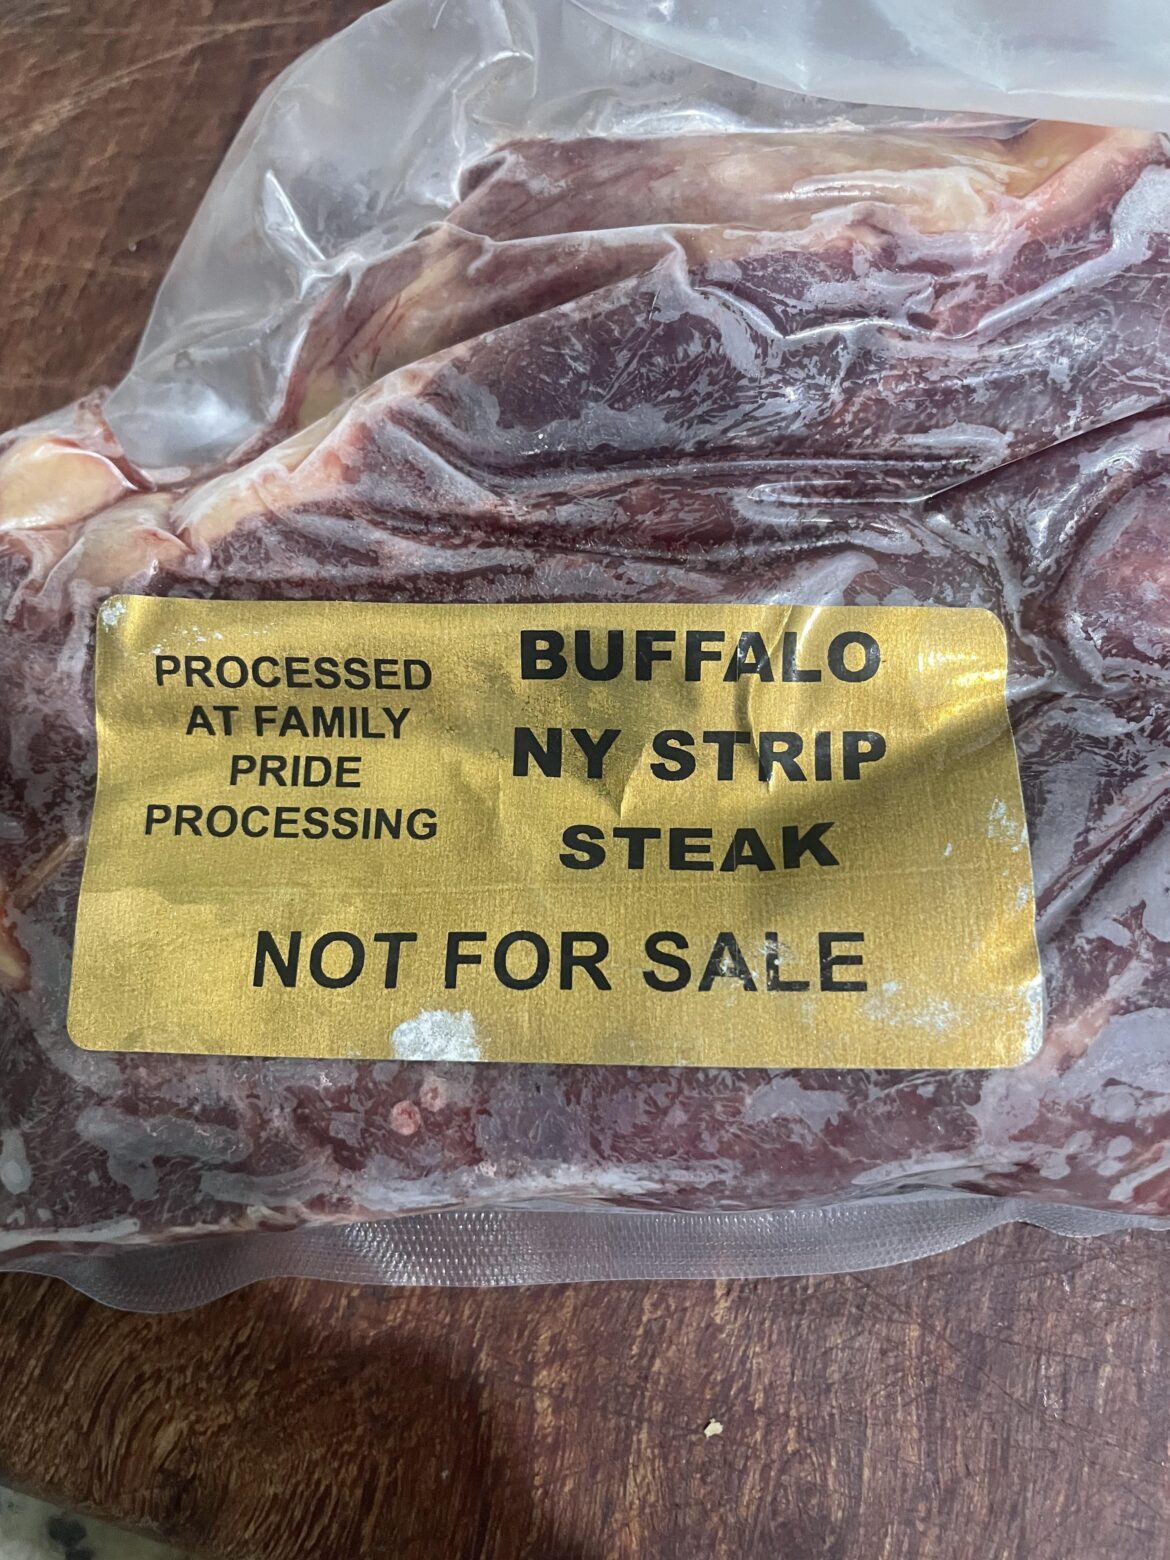 PROCESSED
AT FAMILY
PRIDE
PROCESSING
BUFFALO
NY STRIP
STEAK
NOT FOR SALE